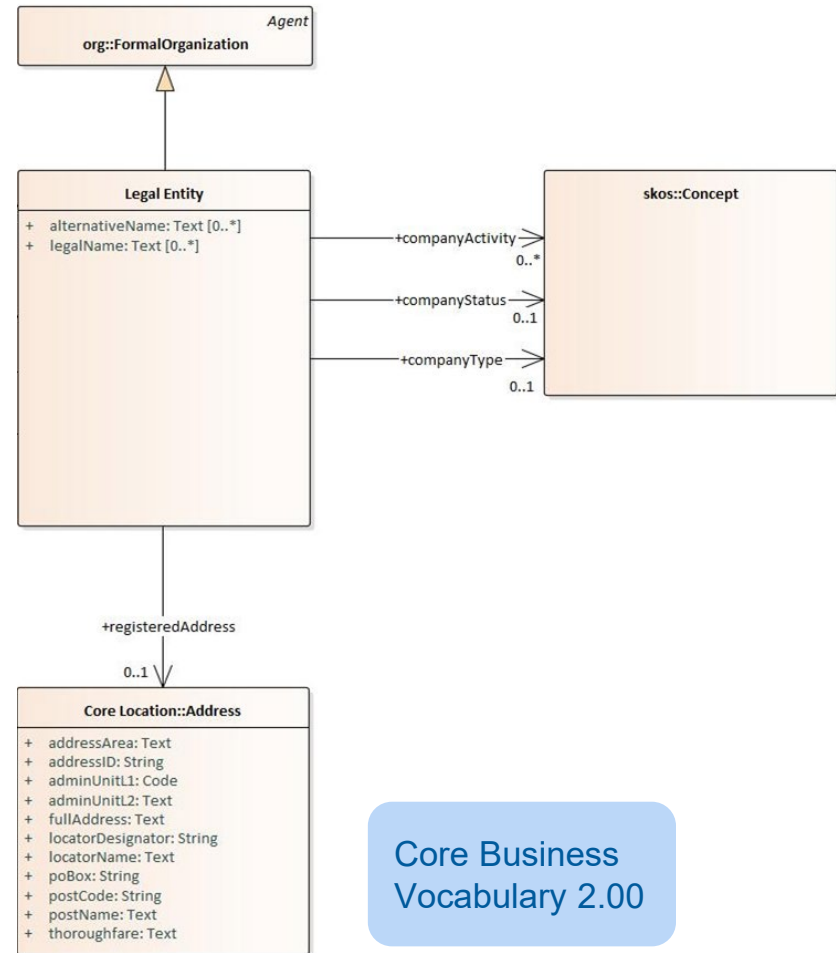 Agent
org::FormalOrganization
Legal Entity
+ alternativeName: Text [0..*]
+ legalName: Text [0..*]
skos::Concept
+companyActivity
0..*
+companyStatus
0..1
+companyType
0..1
+registeredAddress
0..1
Core Location::Address
+ addressArea: Text
+ addressID: String
+ adminUnitL1: Code
+ adminUnitL2: Text
+ fullAddress: Text
+ locatorDesignator: String
+ locatorName: Text
+ poBox: String
+ postCode: String
+ postName: Text
+ thoroughfare: Text
Core Business
Vocabulary 2.00